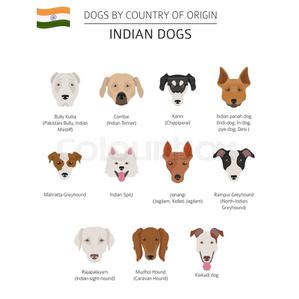 DOGS BY COUNTRY OF ORIGIN
INDIAN DOGS
Bully Kutta
(Pakistani Bully, Indian
Mastiff)
Combai
(Indian Terrier)
Kanni
(Chippiparai)
Indian pariah dog
(Indi-dog, In-dog,
pye-dog, Desi )
Mahratta Greyhound
Indian Spitz
Jonangi
(Jagilam, Kolleti Jagilam)
Rampur Greyhound
(North-Indian
Greyhound)
Rajapalayam
(Indian sight-hound)
Mudhol Hound
(Caravan Hound)
Kaikadi dog